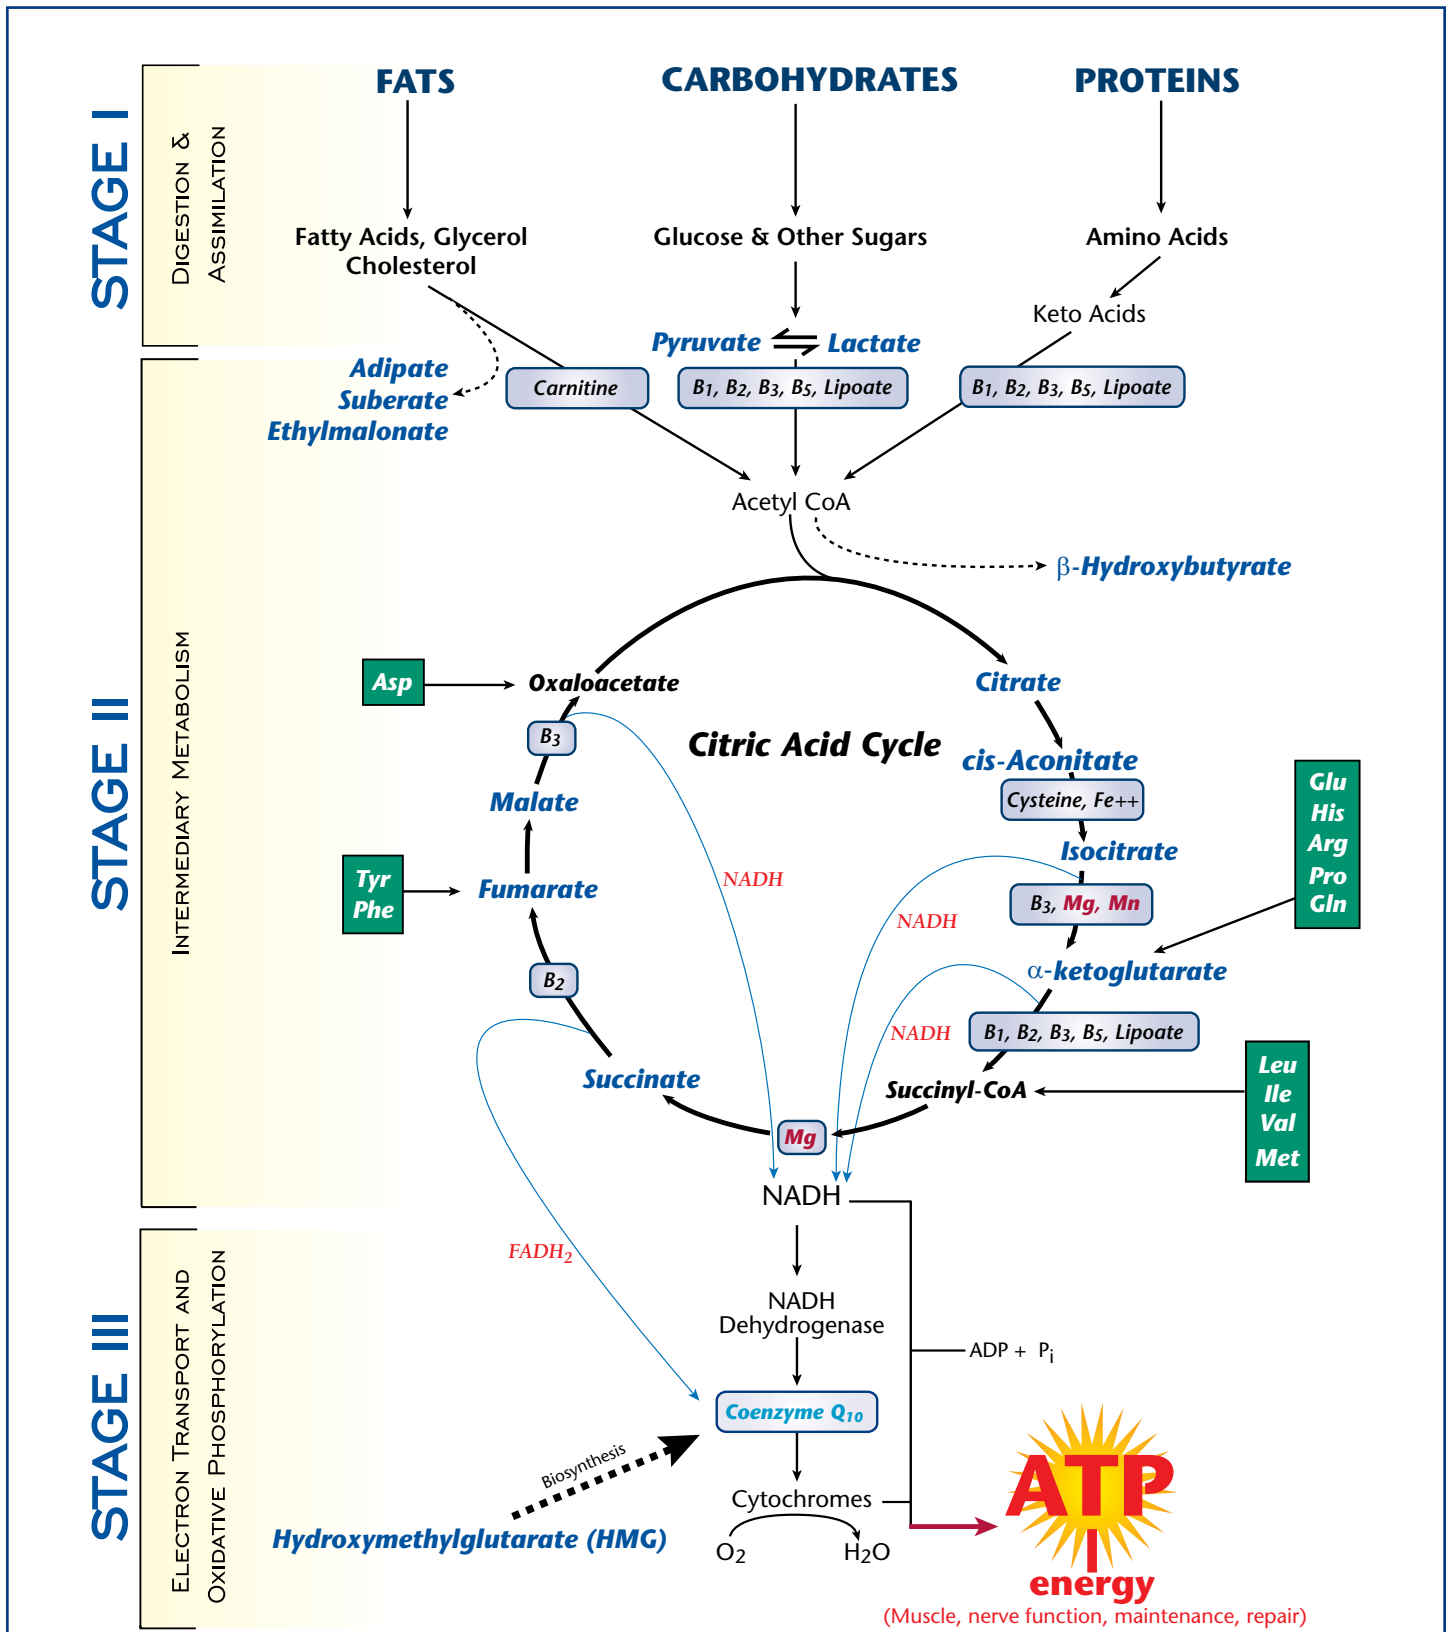 STAGE I
DIGESTION &
ASSIMILATION
FATS
CARBOHYDRATES
PROTEINS
Fatty Acids, Glycerol
Cholesterol
Glucose & Other Sugars
Amino Acids
Keto Acids
Pyruvate
Lactate
STAGE II
INTERMEDIARY METABOLISM
Adipate
Suberate
Ethylmalonate
Carnitine
B1, B2, B3, B5, Lipoate
B1, B2, B3, B5, Lipoate
Acetyl CoA
β-Hydroxybutyrate
Asp
Oxaloacetate
Citrate
B3
Citric Acid Cycle
cis-Aconitate
Cysteine, Fe++
Malate
Isocitrate
Glu
His
Arg
Pro
Gln
Tyr
Phe
Fumarate
NADH
B3, Mg, Mn
NADH
α-ketoglutarate
B2
NADH
B1, B2, B3, B5, Lipoate
Succinate
Succinyl-CoA
Leu
Ile
Val
Met
Mg
NADH
STAGE III
ELECTRON TRANSPORT AND
OXIDATIVE PHOSPHORYLATION
FADH2
NADH
Dehydrogenase
ADP + Pi
Coenzyme Q10
Biosynthesis
Hydroxymethylglutarate (HMG)
Cytochromes
O2
H2O
ATP
energy
(Muscle, nerve function, maintenance, repair)